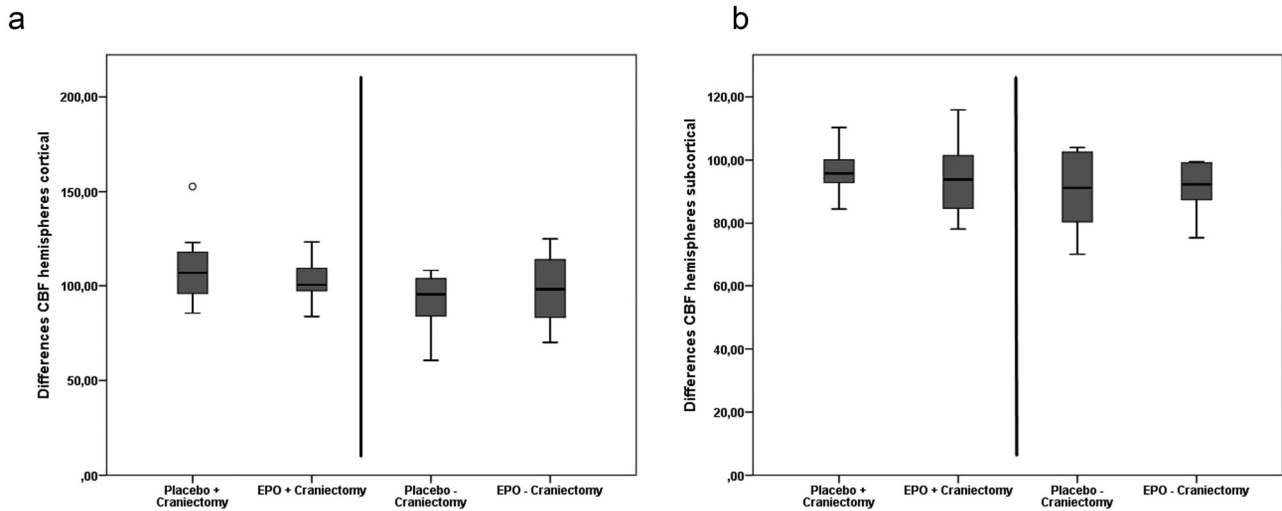 a
Differences CBF hemispheres cortical
200,00
150,00
100,00
50,00
,00
Placebo +
Craniectomy
EPO + Craniectomy
Placebo -
Craniectomy
EPO - Craniectomy
b
Differences CBF hemispheres subcortical
120,00
100,00
80,00
60,00
40,00
20,00
,00
Placebo +
Craniectomy
EPO + Craniectomy
Placebo -
Craniectomy
EPO - Craniectomy